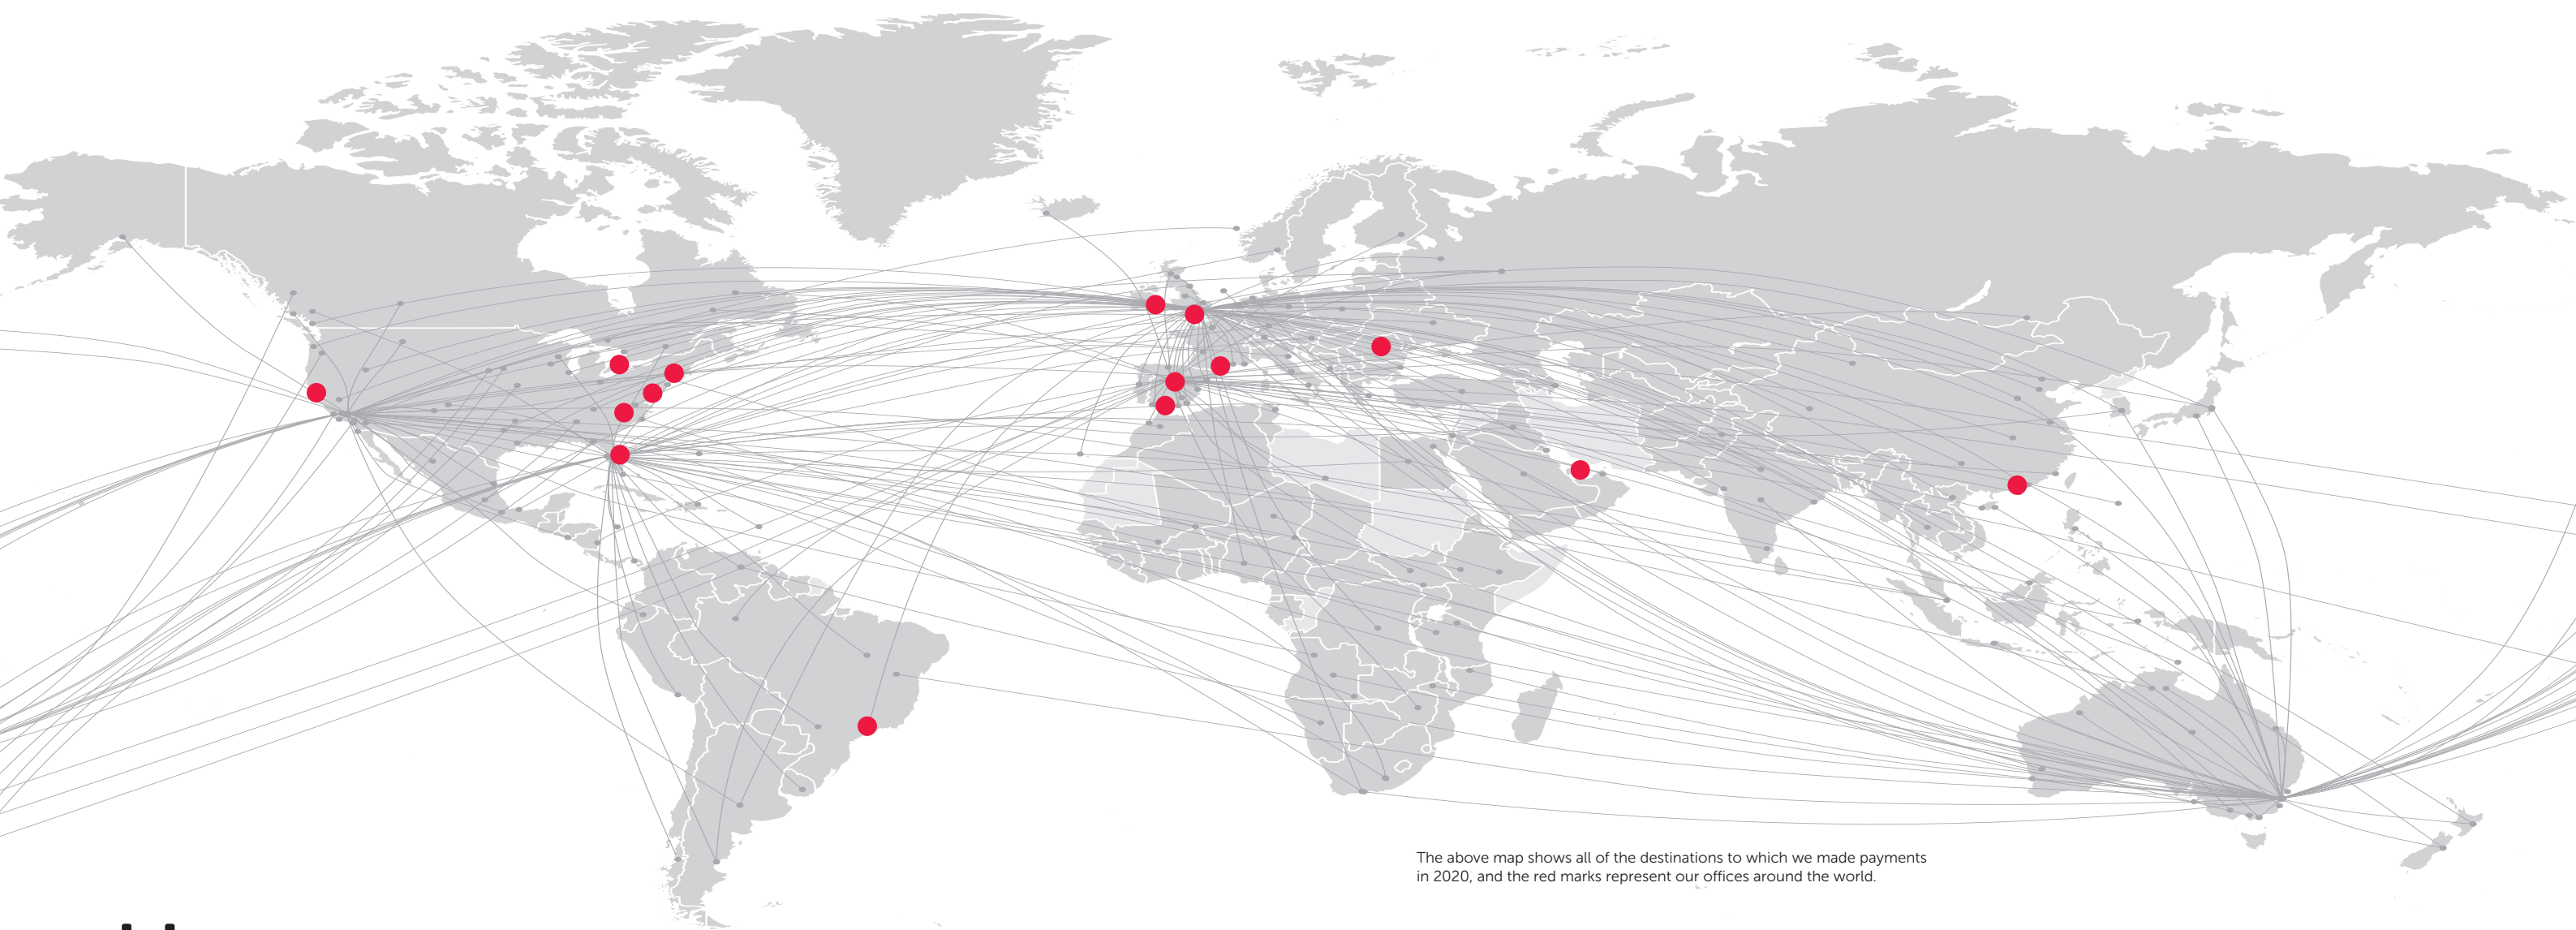 The above map shows all of the destinations to which we made payments
in 2020, and the red marks represent our offices around the world.